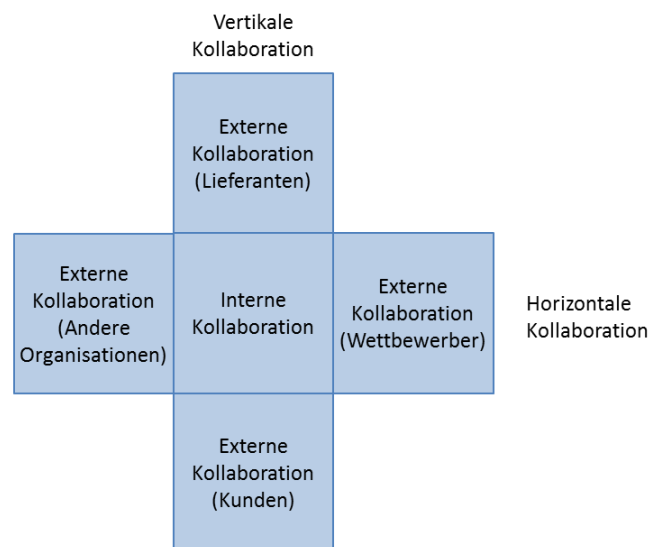 Vertikale
Kollaboration
Externe
Kollaboration
(Lieferanten)
Externe
Kollaboration
(Andere
Organisationen)
Interne
Kollaboration
Externe
Kollaboration
(Wettbewerber)
Horizontale
Kollaboration
Externe
Kollaboration
(Kunden)